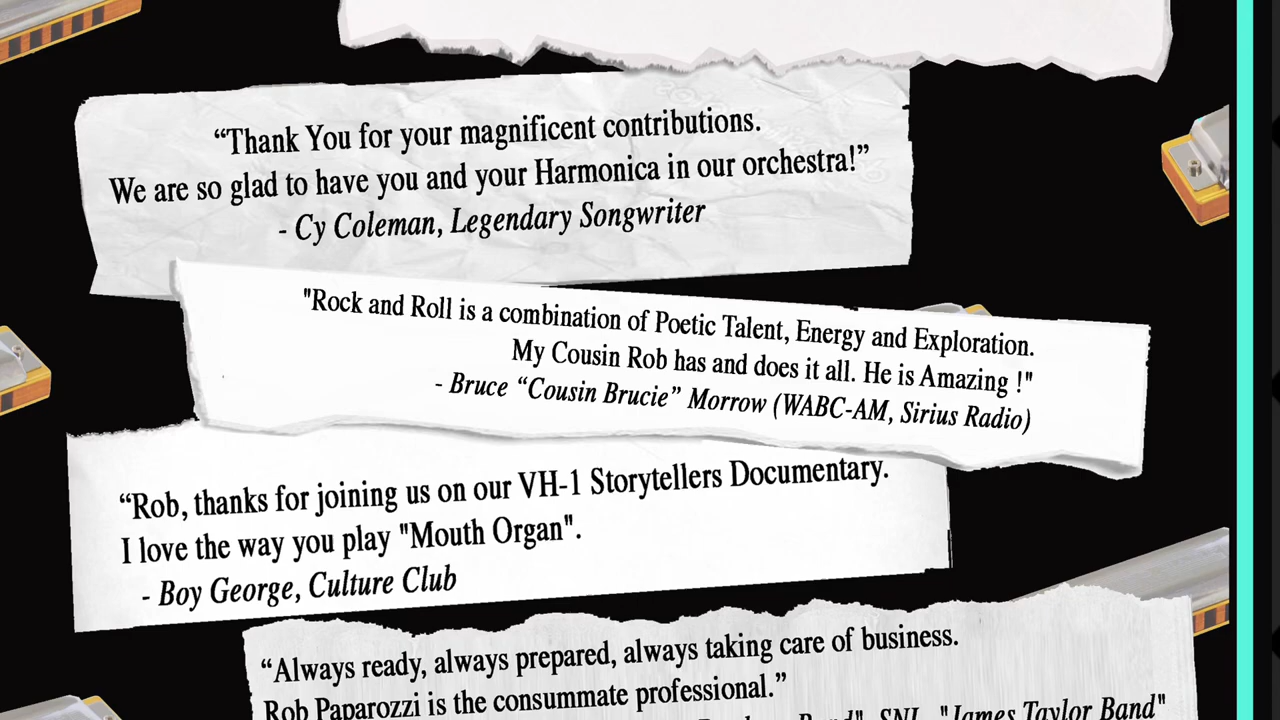 “Thank You for your magnificent contributions.
We are so glad to have you and your Harmonica in our orchestra!”
- Cy Coleman, Legendary Songwriter
"Rock and Roll is a combination of Poetic Talent, Energy and Exploration.
My Cousin Rob has and does it all. He is Amazing !"
- Bruce “Cousin Brucie” Morrow (WABC-AM, Sirius Radio)
“Rob, thanks for joining us on our VH-1 Storytellers Documentary.
I love the way you play "Mouth Organ".
- Boy George, Culture Club
“Always ready, always prepared, always taking care of business.
Rob Paparozzi is the consummate professional.”
Band", SNL, "James Taylor Band"